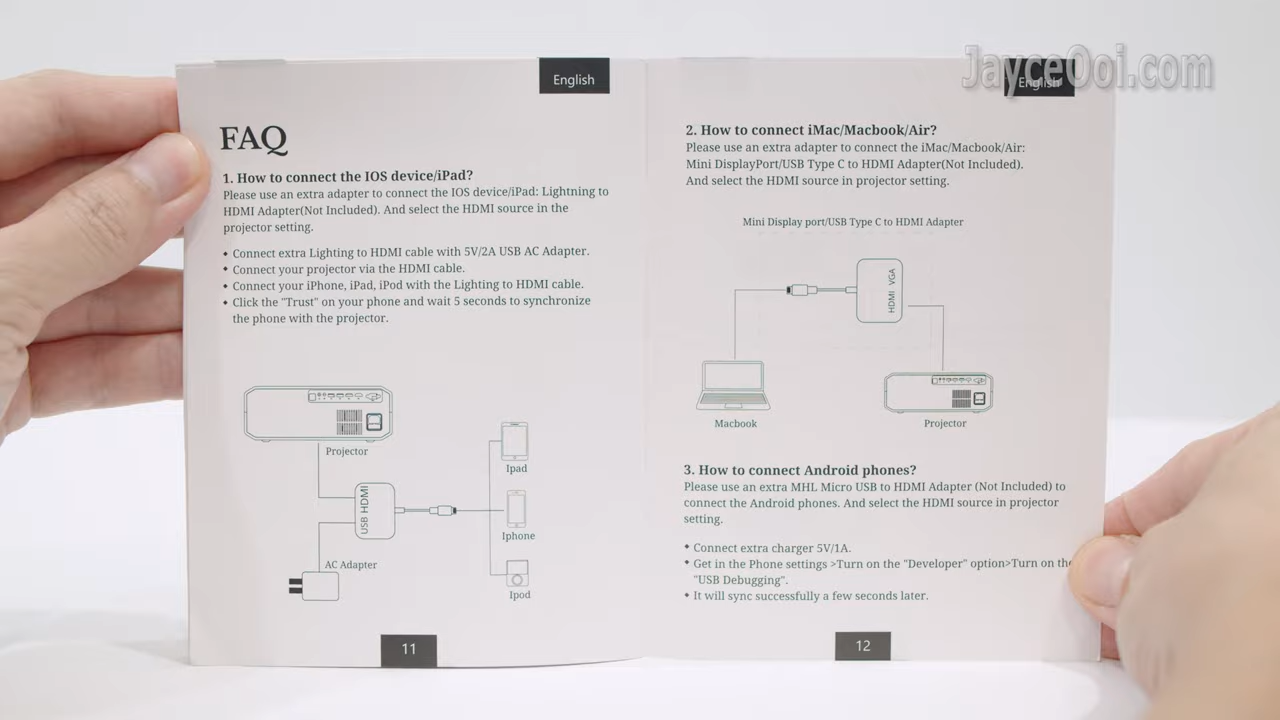 JayceOoi.com
English
FAQ
1. How to connect the IOS device/iPad?
Please use an extra adapter to connect the IOS device/iPad: Lightning to
HDMI Adapter(Not Included). And select the HDMI source in the
projector setting.
Connect extra Lighting to HDMI cable with 5V/2A USB AC Adapter.
Connect your projector via the HDMI cable.
Connect your iPhone, iPad, iPod with the Lighting to HDMI cable.
Click the "Trust" on your phone and wait 5 seconds to synchronize
the phone with the projector.
Projector
USB HDMI
AC Adapter
Ipad
Iphone
Ipod
11
English
2. How to connect iMac/Macbook/Air?
Please use an extra adapter to connect the iMac/Macbook/Air:
Mini DisplayPort/USB Type C to HDMI Adapter(Not Included).
And select the HDMI source in projector setting.
Mini Display port/USB Type C to HDMI Adapter
HDMI VGA
Macbook
Projector
3. How to connect Android phones?
Please use an extra MHL Micro USB to HDMI Adapter (Not Included) to
connect the Android phones. And select the HDMI source in projector
setting.
Connect extra charger 5V/1A.
Get in the Phone settings >Turn on the "Developer" option>Turn on the
"USB Debugging".
It will sync successfully a few seconds later.
12